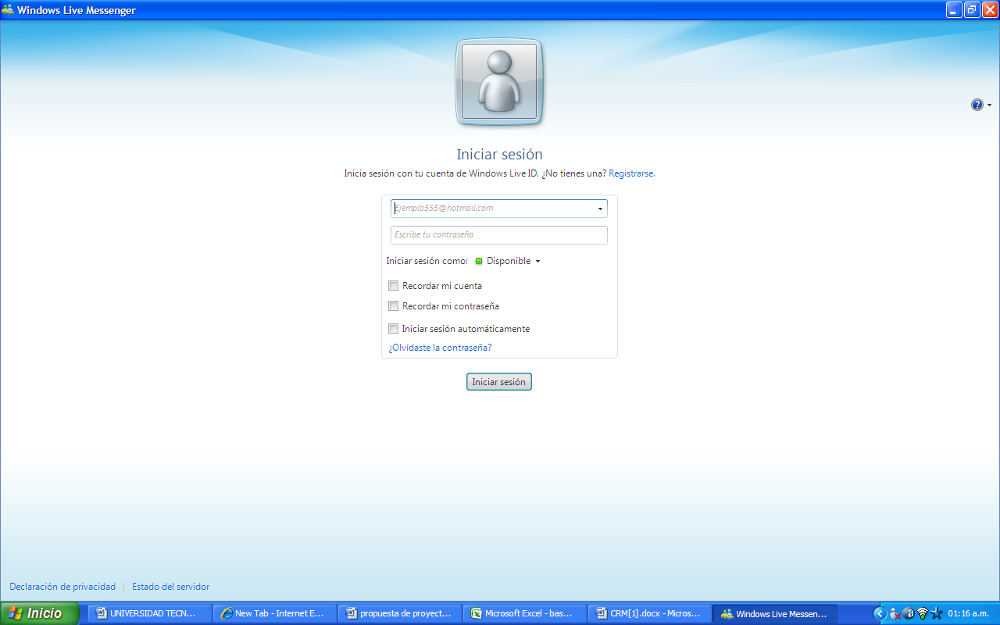 Windows Live Messenger
Iniciar sesión
Inicia sesión con tu cuenta de Windows Live ID. ¿No tienes una? Registrarse.
Ejemplo555@hotmail.com
Escribe tu contraseña
Iniciar sesión como: Disponible
Recordar mi cuenta
Recordar mi contraseña
Iniciar sesión automáticamente
¿Olvidaste la contraseña?
Iniciar sesión
Declaración de privacidad | Estado del servidor
Inicio UNIVERSIDAD TECN... New Tab - Internet E... propuesta de proyect... Microsoft Excel - bas... CRM[1].docx - Micros... Windows Live Messen... 01:16 a.m.